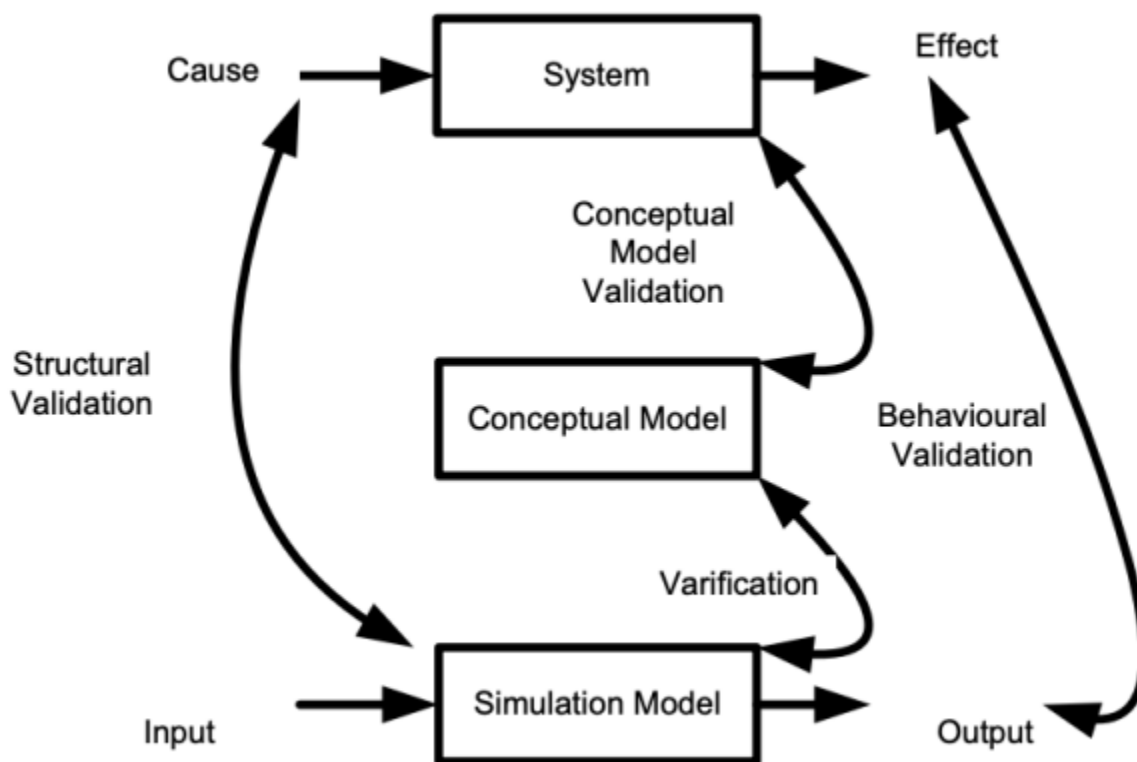 Cause
System
Effect
Conceptual
Model
Validation
Structural
Validation
Conceptual Model
Behavioural
Validation
Varification
Input
Simulation Model
Output